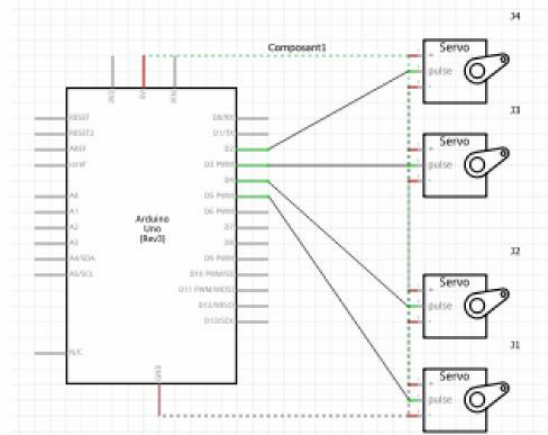 J4
Composant1
Servo
+
pulse
-
5V
J3
RESET
RESET2
AREF
ioref
A0
A1
A2
A3
A4/SDA
A5/SCL
N/C
D0/RX
D1/TX
D2
D3 PWM
D4
D5 PWM
D6 PWM
D7
D8
D9 PWM
D10 PWM/SS
D11 PWM/MOSI
D12/MISO
D13/SCK
Arduino
Uno
(Rev3)
GND
Servo
+
pulse
-
J2
Servo
+
pulse
-
J1
Servo
+
pulse
-